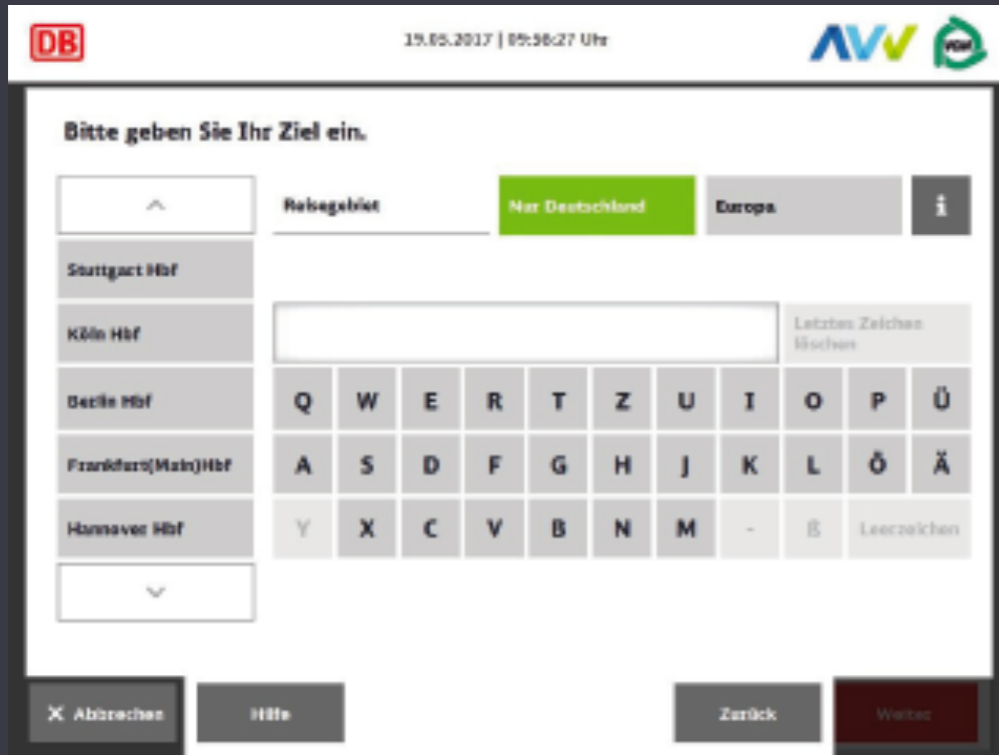 DB
19.05.2017 | 09:56:27 Uhr
AVV
Bitte geben Sie Ihr Ziel ein.
Reisegebiet
Nur Deutschland
Europa
i
Stuttgart Hbf
Köln Hbf
Letztes Zeichen
löschen
Berlin Hbf
Q W E R T Z U I O P Ü
Frankfurt(Main)Hbf
A S D F G H J K L Ö Ä
Hannover Hbf
Y X C V B N M - ß Leerzeichen
X Abbrechen
Hilfe
Zurück
Weiter